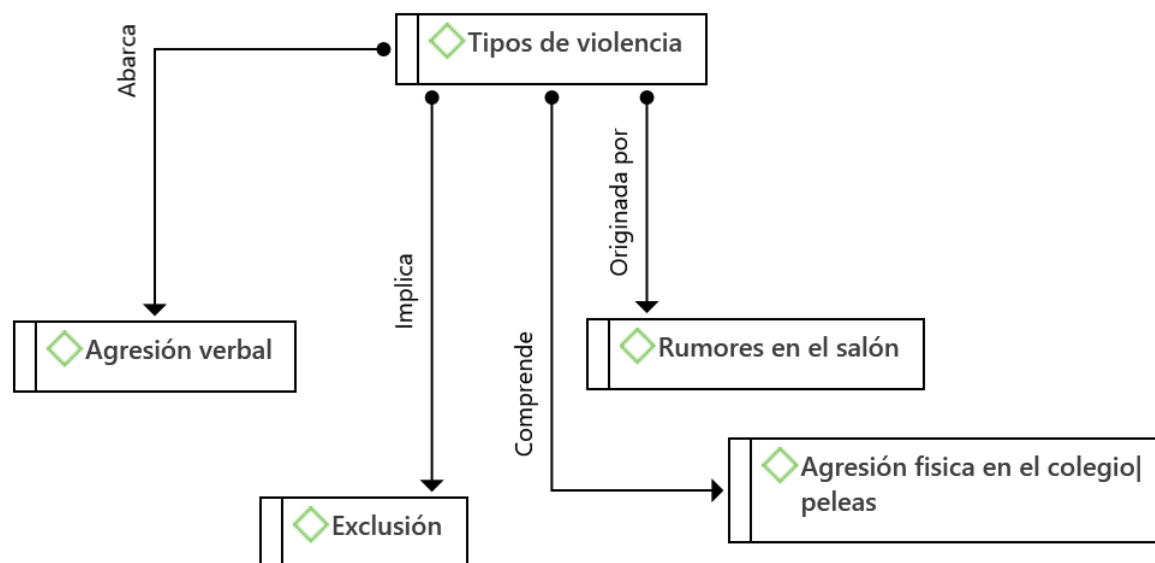 Tipos de violencia
Abarca
Implica
Comprende
Originada por
Agresión verbal
Rumores en el salón
Agresión fisica en el colegio|
peleas
Exclusión